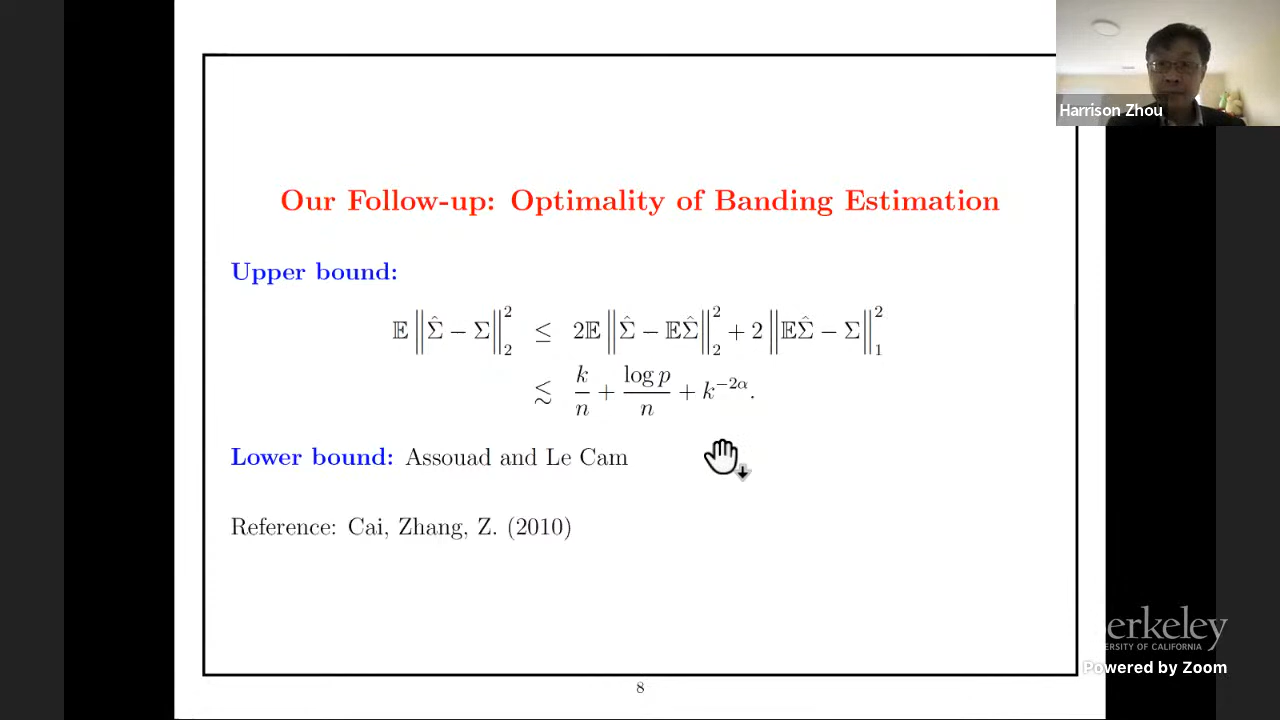 Harrison Zhou
Our Follow-up: Optimality of Banding Estimation
Upper bound:
𝔼 ‖Σ̂ − Σ‖₂² ≤ 2𝔼 ‖Σ̂ − 𝔼Σ̂‖₂² + 2 ‖𝔼Σ̂ − Σ‖₁²
≲ k/n + log p/n + k^{−2α}.
Lower bound: Assouad and Le Cam
Reference: Cai, Zhang, Z. (2010)
erkeley
ERSITY OF CALIFORNIA
Powered by Zoom
8